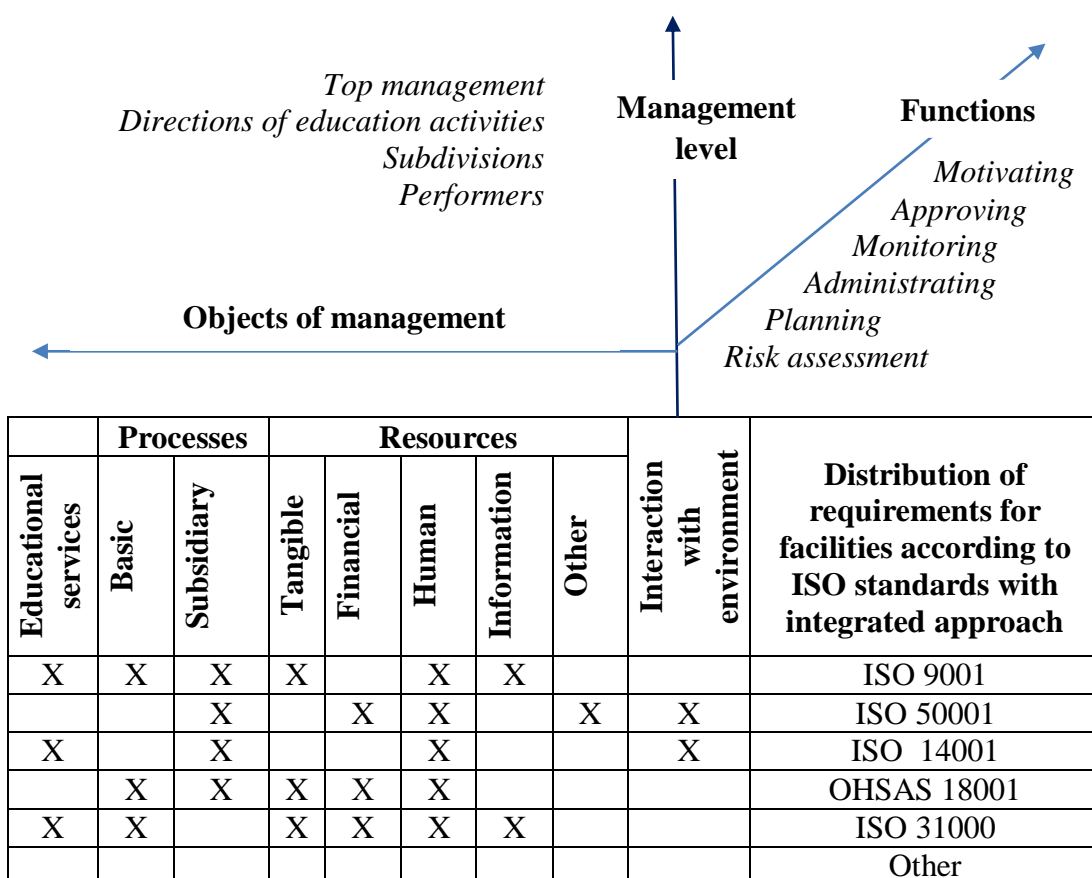 Top management
Directions of education activities
Subdivisions
Performers
Management
level
Functions
Motivating
Approving
Monitoring
Administrating
Planning
Risk assessment
Objects of management
Processes
Resources
Educational
services
Basic
Subsidiary
Tangible
Financial
Human
Information
Other
Interaction
with
environment
Distribution of
requirements for
facilities according to
ISO standards with
integrated approach
X X X X X X ISO 9001
X X X X X ISO 50001
X X X X ISO 14001
X X X X X OHSAS 18001
X X X X X X ISO 31000
Other